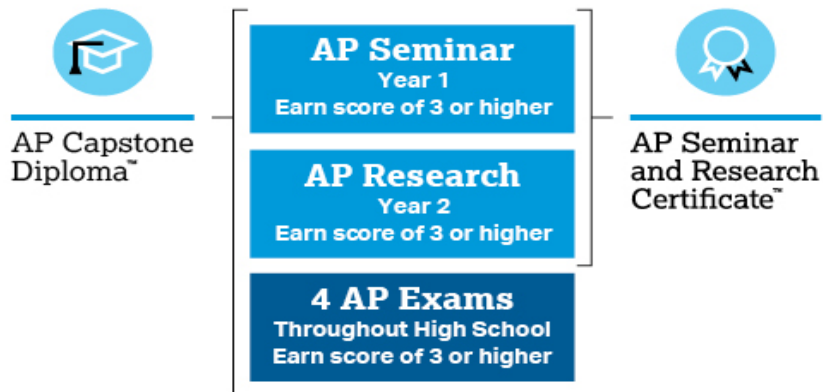 AP Capstone
Diploma™
AP Seminar
Year 1
Earn score of 3 or higher
AP Research
Year 2
Earn score of 3 or higher
4 AP Exams
Throughout High School
Earn score of 3 or higher
AP Seminar
and Research
Certificate™